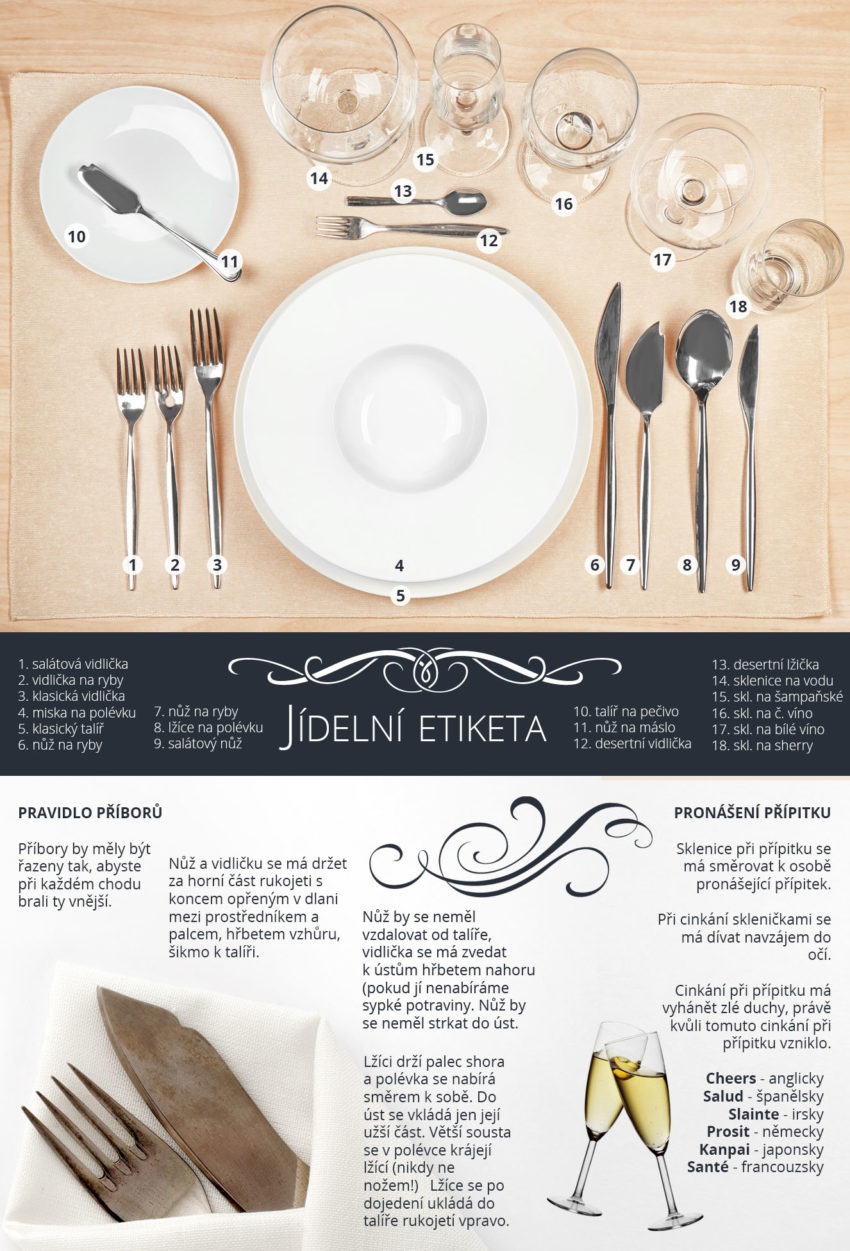 14
15
13
16
12
10
11
17
18
1
2
3
4
5
6
7
8
9
1. salátová vidlička
2. vidlička na ryby
3. klasická vidlička
4. miska na polévku
5. klasický talíř
6. nůž na ryby
7. nůž na ryby
8. lžíce na polévku
9. salátový nůž
JÍDELNÍ ETIKETA
10. talíř na pečivo
11. nůž na máslo
12. desertní vidlička
13. desertní lžička
14. sklenice na vodu
15. skl. na šampaňské
16. skl. na č. víno
17. skl. na bílé víno
18. skl. na sherry
PRAVIDLO PŘÍBORŮ
Příbory by měly být
řazeny tak, abyste
při každém chodu
brali ty vnější.
Nůž a vidličku se má držet
za horní část rukojeti s
koncem opřeným v dlani
mezi prostředníkem a
palcem, hřbetem vzhůru,
šikmo k talíři.
Nůž by se neměl
vzdalovat od talíře,
vidlička se má zvedat
k ústům hřbetem nahoru
(pokud jí nenabíráme
sypké potraviny. Nůž by
se neměl strkat do úst.
Lžíci drží palec shora
a polévka se nabírá
směrem k sobě. Do
úst se vkládá jen její
užší část. Větší sousta
se v polévce krájejí
lžící (nikdy ne
nožem!) Lžíce se po
dojedení ukládá do
talíře rukojetí vpravo.
PRONÁŠENÍ PŘÍPITKU
Sklenice při přípitku se
má směrovat k osobě
pronášející přípitek.
Při cinkání skleničkami se
má dívat navzájem do
očí.
Cinkání při přípitku má
vyhánět zlé duchy, právě
kvůli tomuto cinkání při
přípitku vzniklo.
Cheers - anglicky
Salud - španělsky
Slainte - irsky
Prosit - německy
Kanpai - japonsky
Santé - francouzsky